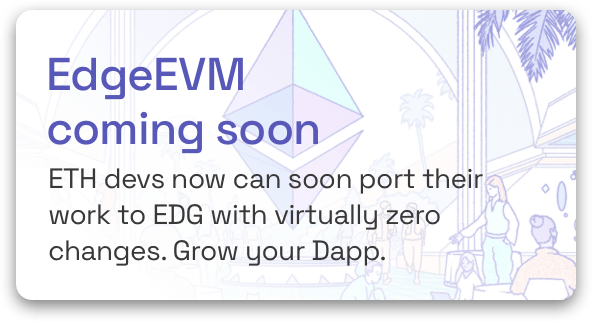 EdgeEVM
coming soon
ETH devs now can soon port their
work to EDG with virtually zero
changes. Grow your Dapp.